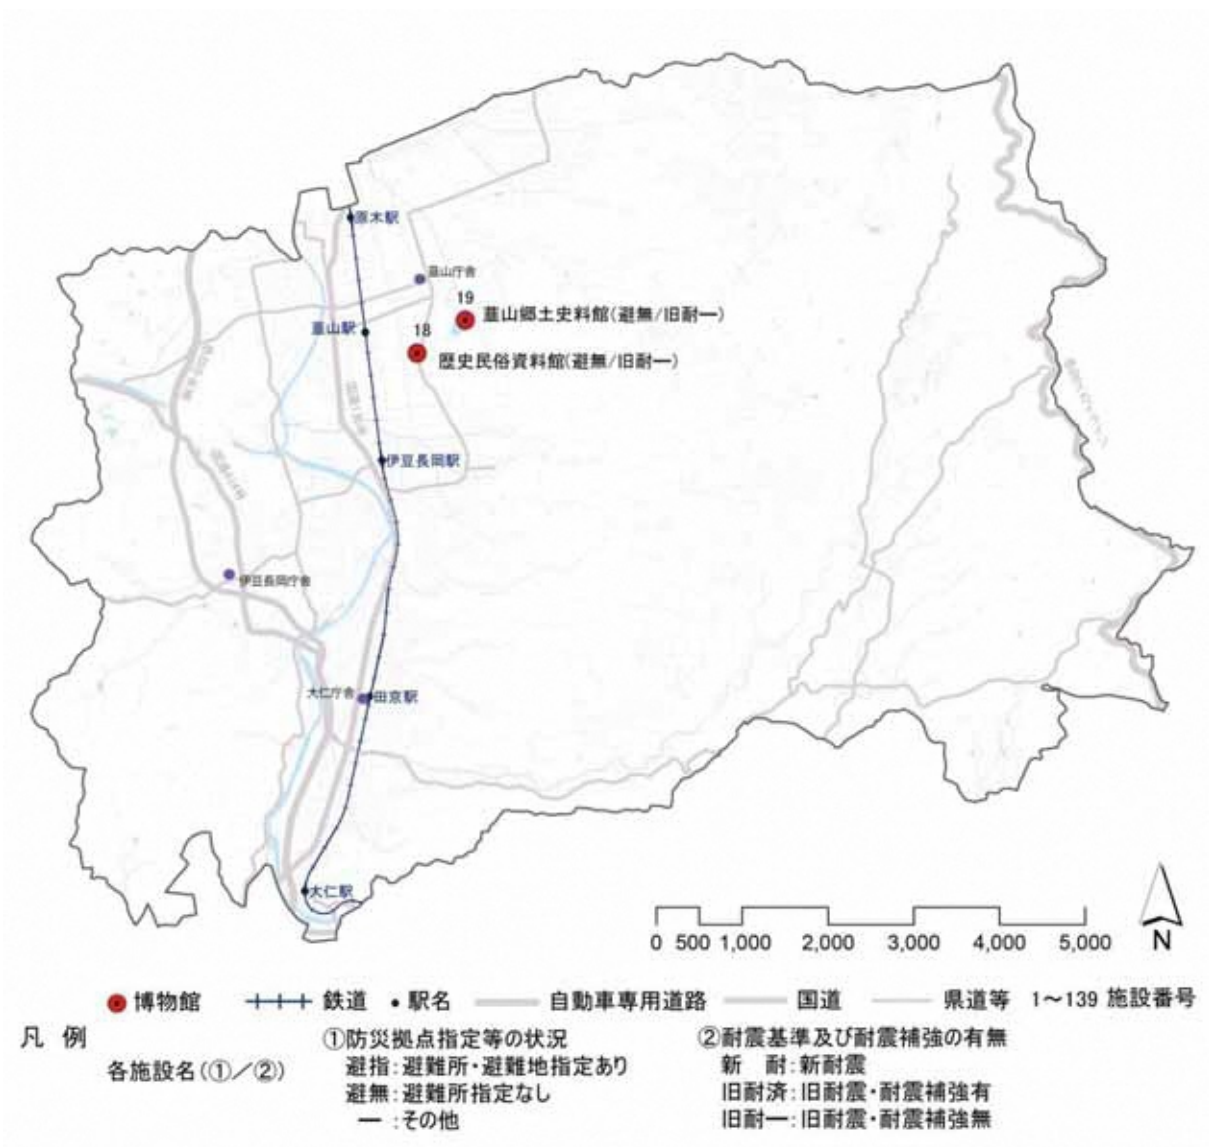 原木駅
韮山庁舎
19
韮山郷土史料館(避無/旧耐ー)
韮山駅
18
歴史民俗資料館(避無/旧耐ー)
伊豆長岡駅
国道414号
伊豆長岡庁舎
大仁庁舎
田京駅
大仁駅
0 500 1,000 2,000 3,000 4,000 5,000
N
博物館 鉄道 駅名 自動車専用道路 国道 県道等 1~139 施設番号
凡 例
各施設名(①/②)
①防災拠点指定等の状況
避指:避難所・避難地指定あり
避無:避難所指定なし
ー:その他
②耐震基準及び耐震補強の有無
新 耐:新耐震
旧耐済:旧耐震・耐震補強有
旧耐ー:旧耐震・耐震補強無